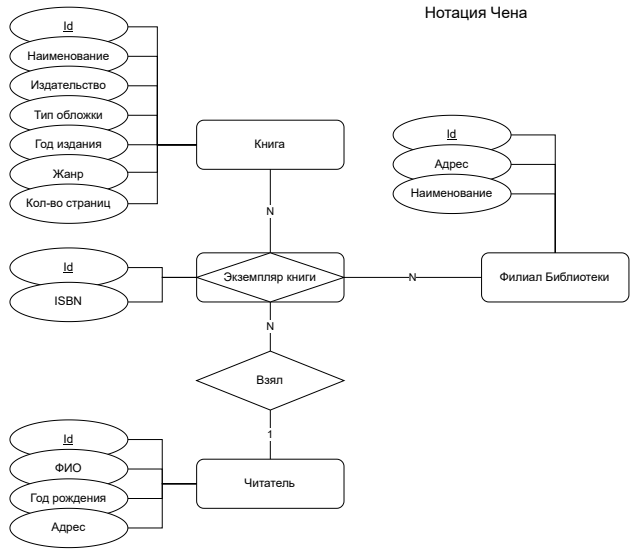 Нотация Чена
Id
Наименование
Издательство
Тип обложки
Год издания
Жанр
Кол-во страниц
Книга
Id
Адрес
Наименование
N
Id
ISBN
Экземпляр книги
N
Филиал Библиотеки
N
Взял
1
Id
ФИО
Год рождения
Адрес
Читатель